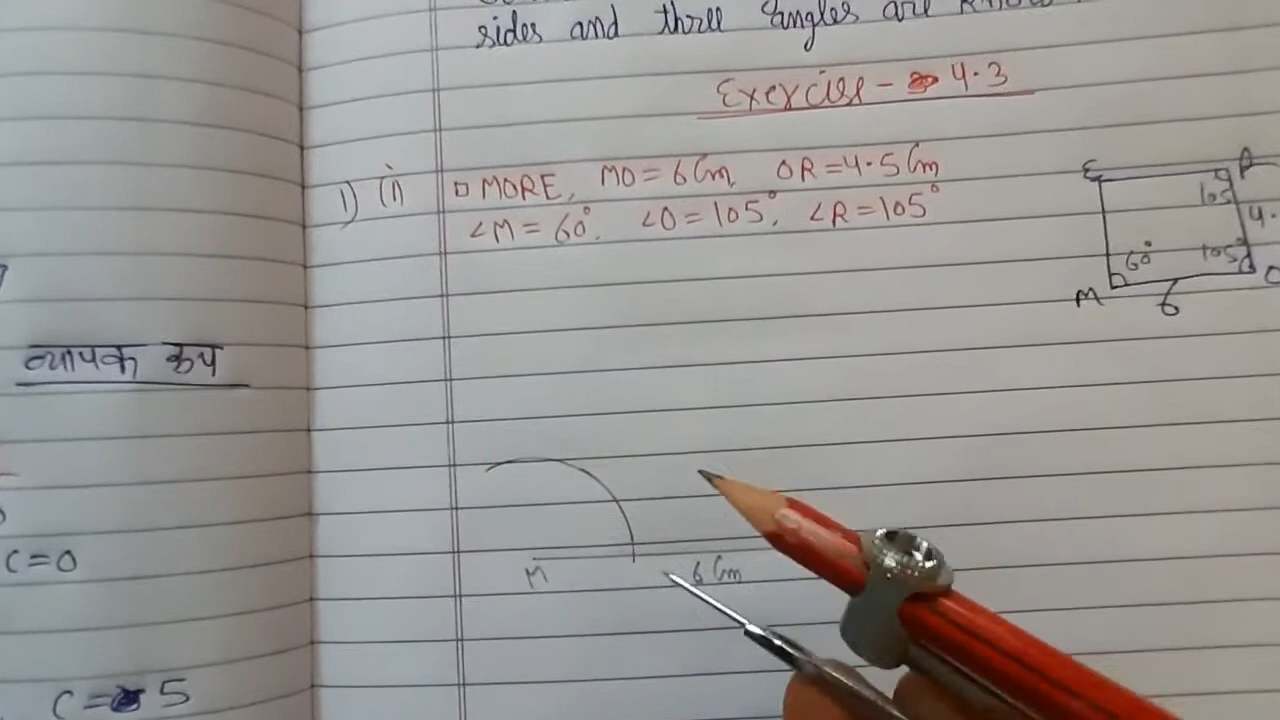 sides and three angles are
Exercise - 4.3
1) (i) □ MORE, MO = 6 Cm OR = 4.5 Cm
∠M = 60°. ∠O = 105°, ∠R = 105°
E R
105°
4.
60° 105°
M O
6
व्यापक रूप
C = 0
M 6 Cm
C = 5